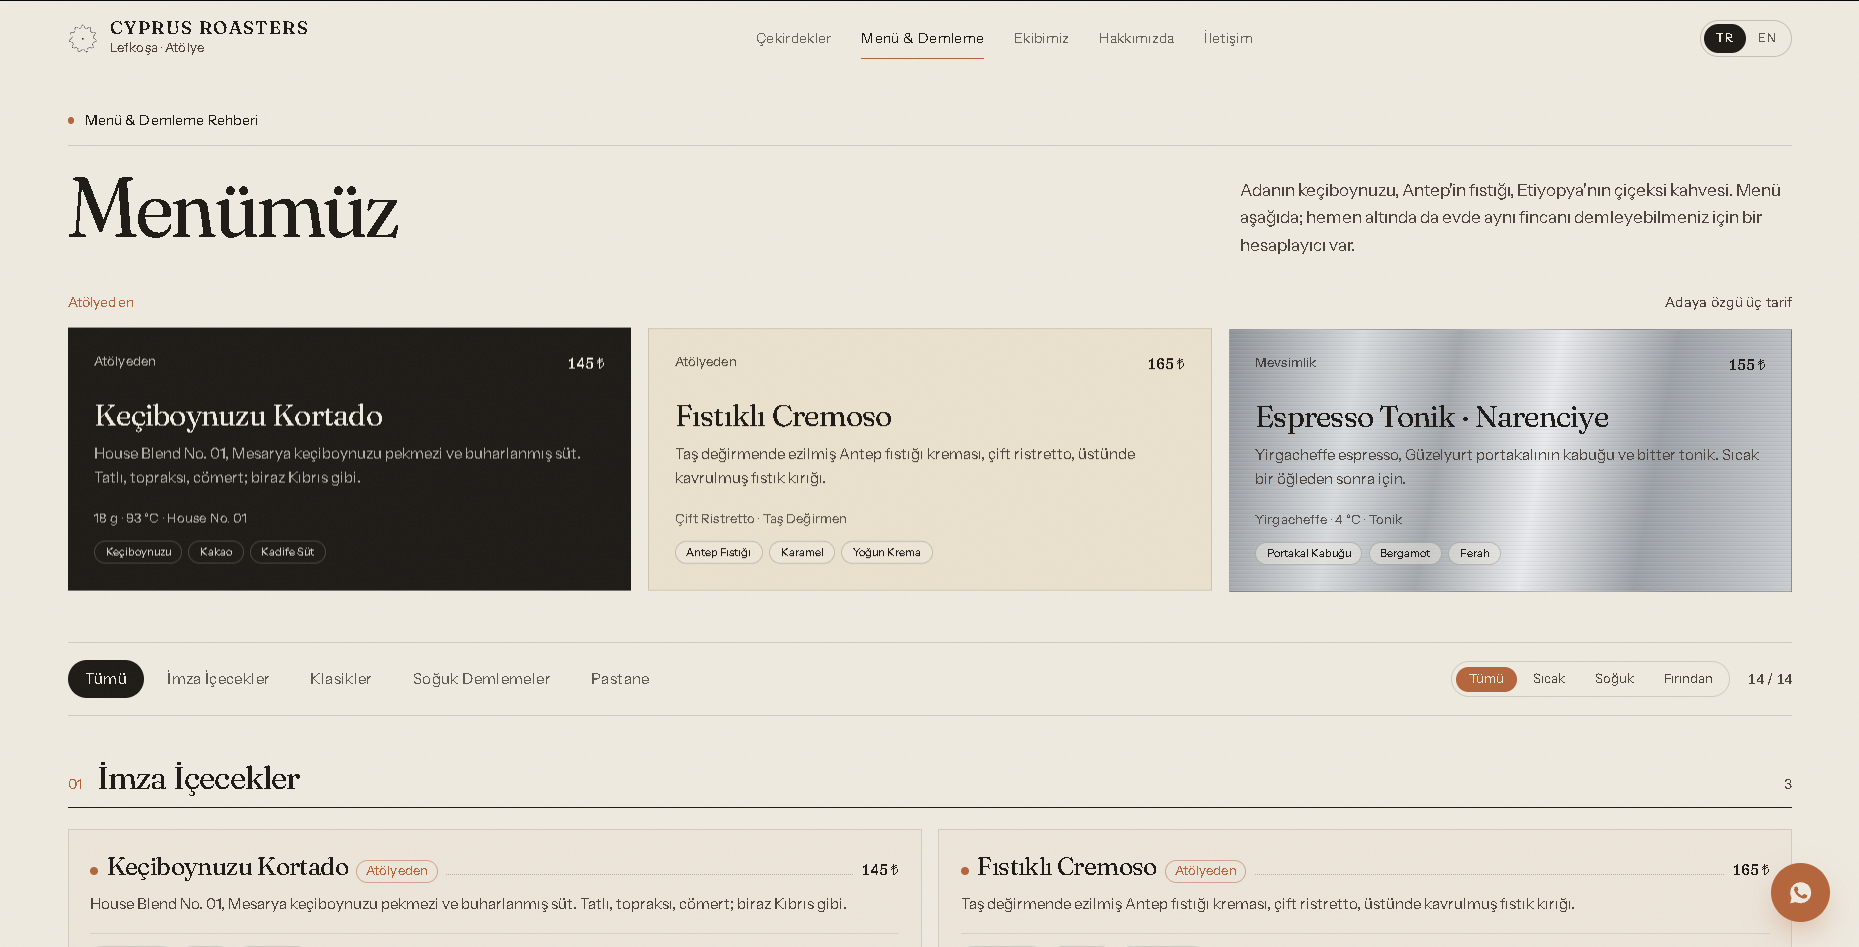 CYPRUS ROASTERS
Lefkoşa · Atölye
Çekirdekler
Menü & Demleme
Ekibimiz
Hakkımızda
İletişim
TR
EN
Menü & Demleme Rehberi
Menümüz
Adanın keçiboynuzu, Antep'in fıstığı, Etiyopya'nın çiçeksi kahvesi. Menü
aşağıda; hemen altında da evde aynı fincanı demleyebilmeniz için bir
hesaplayıcı var.
Atölyeden
Adaya özgü üç tarif
Atölyeden
145 ₺
Keçiboynuzu Kortado
House Blend No. 01, Mesarya keçiboynuzu pekmezi ve buharlanmış süt.
Tatlı, topraksı, cömert; biraz Kıbrıs gibi.
18 g · 93 °C · House No. 01
Keçiboynuzu
Kakao
Kadife Süt
Atölyeden
165 ₺
Fıstıklı Cremoso
Taş değirmende ezilmiş Antep fıstığı kreması, çift ristretto, üstünde
kavrulmuş fıstık kırığı.
Çift Ristretto · Taş Değirmen
Antep Fıstığı
Karamel
Yoğun Krema
Mevsimlik
155 ₺
Espresso Tonik · Narenciye
Yirgacheffe espresso, Güzelyurt portakalının kabuğu ve bitter tonik. Sıcak
bir öğleden sonra için.
Yirgacheffe · 4 °C · Tonik
Portakal Kabuğu
Bergamot
Ferah
Tümü
İmza İçecekler
Klasikler
Soğuk Demlemeler
Pastane
Tümü
Sıcak
Soğuk
Fırından
14 / 14
01 İmza İçecekler
3
Keçiboynuzu Kortado
Atölyeden
145 ₺
House Blend No. 01, Mesarya keçiboynuzu pekmezi ve buharlanmış süt. Tatlı, topraksı, cömert; biraz Kıbrıs gibi.
Fıstıklı Cremoso
Atölyeden
165 ₺
Taş değirmende ezilmiş Antep fıstığı kreması, çift ristretto, üstünde kavrulmuş fıstık kırığı.